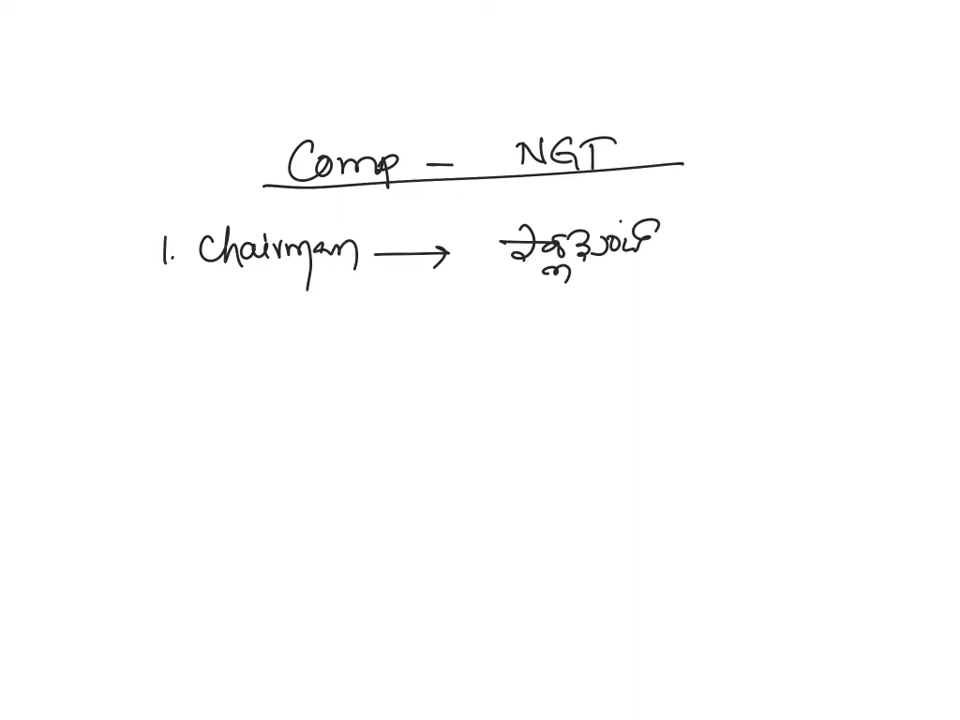 Comp - NGT
1. Chairman →